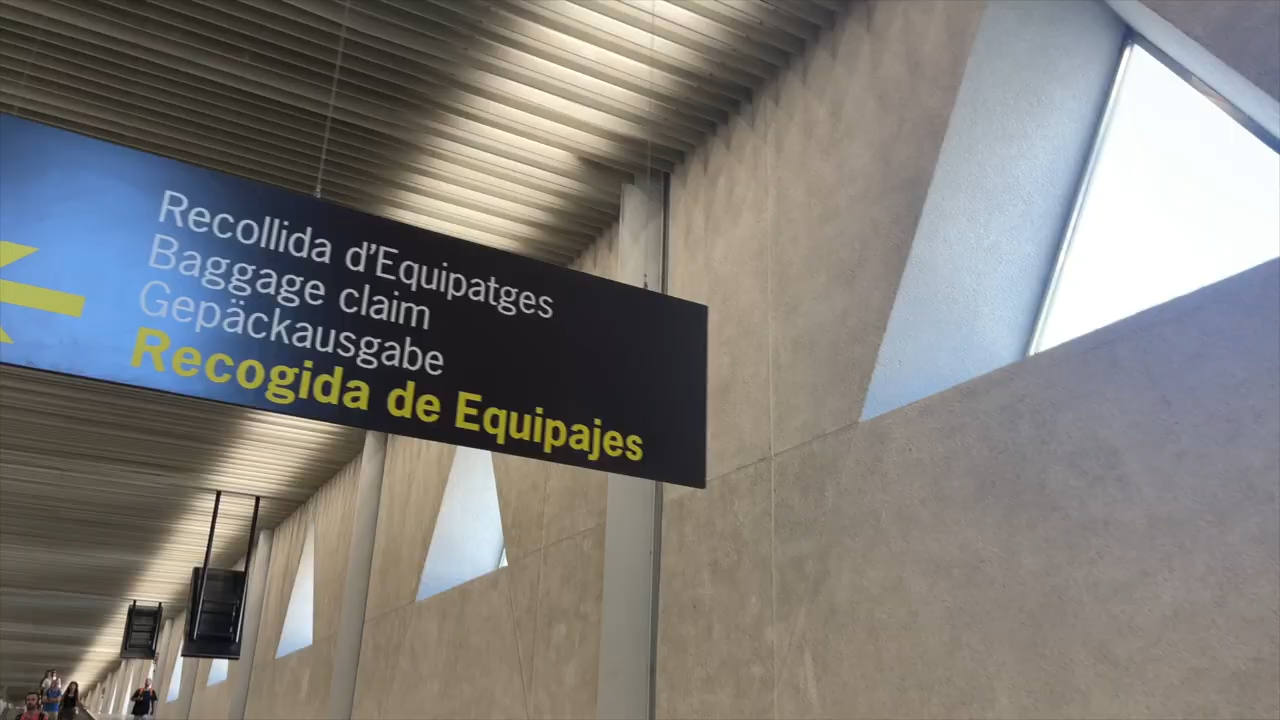 Recollida d'Equipatges
Baggage claim
Gepäckausgabe
Recogida de Equipajes